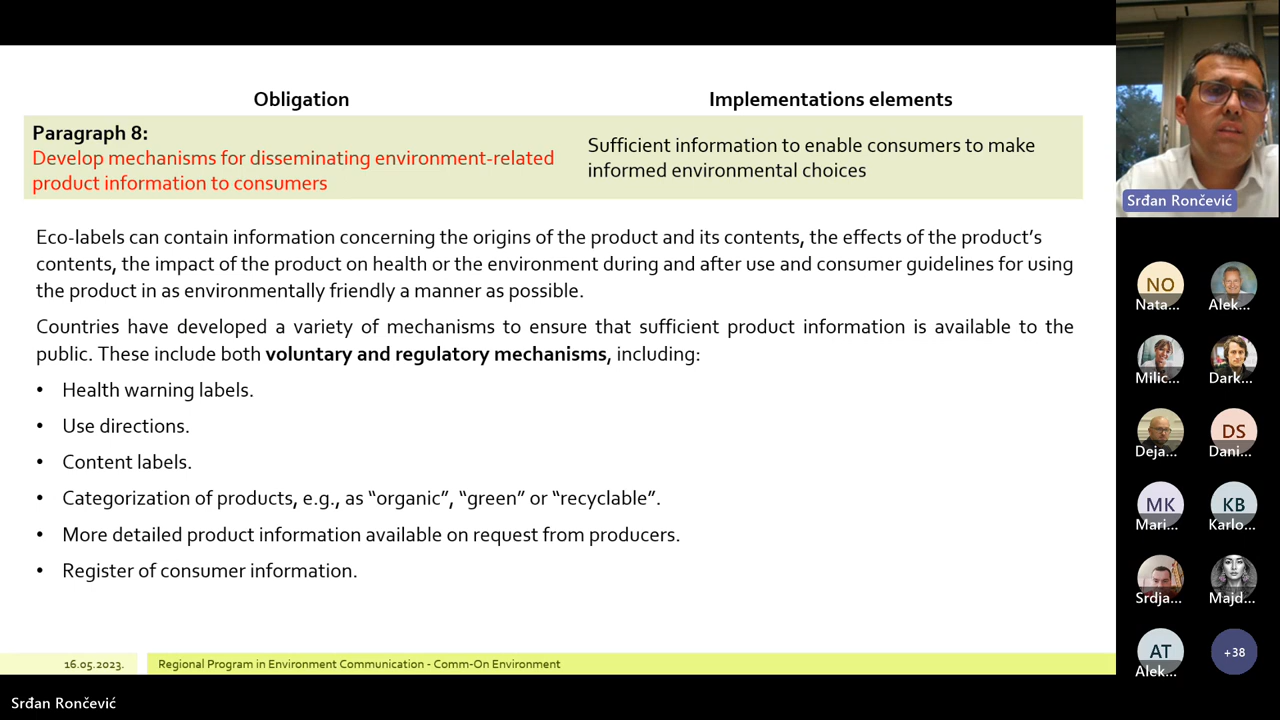 Obligation
Implementations elements
Paragraph 8:
Develop mechanisms for disseminating environment-related
product information to consumers
Sufficient information to enable consumers to make
informed environmental choices
Eco-labels can contain information concerning the origins of the product and its contents, the effects of the product's
contents, the impact of the product on health or the environment during and after use and consumer guidelines for using
the product in as environmentally friendly a manner as possible.
Countries have developed a variety of mechanisms to ensure that sufficient product information is available to the
public. These include both voluntary and regulatory mechanisms, including:
• Health warning labels.
• Use directions.
• Content labels.
• Categorization of products, e.g., as “organic”, “green” or “recyclable”.
• More detailed product information available on request from producers.
• Register of consumer information.
16.05.2023.
Regional Program in Environment Communication - Comm-On Environment
Srđan Rončević
Srđan Rončević
NO
Nata...
Alek...
Milic...
Dark...
Deja...
DS
Dani...
MK
Mari...
KB
Karlo...
Srdja...
Majd...
AT
Alek...
+38